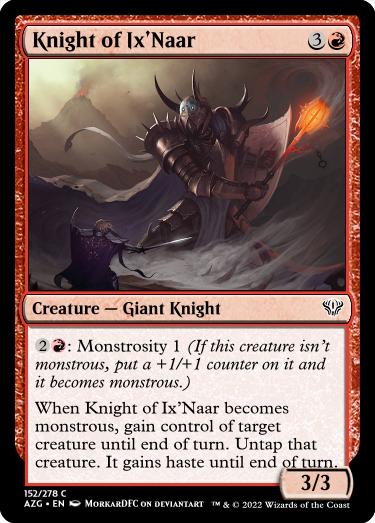 Knight of Ix'Naar 3
Creature — Giant Knight
2 : Monstrosity 1 (If this creature isn't
monstrous, put a +1/+1 counter on it and
it becomes monstrous.)
When Knight of Ix'Naar becomes
monstrous, gain control of target
creature until end of turn. Untap that
creature. It gains haste until end of turn.
3/3
152/278 C
AZG • EN MorkarDFC on deviantart ™ & © 2022 Wizards of the Coast